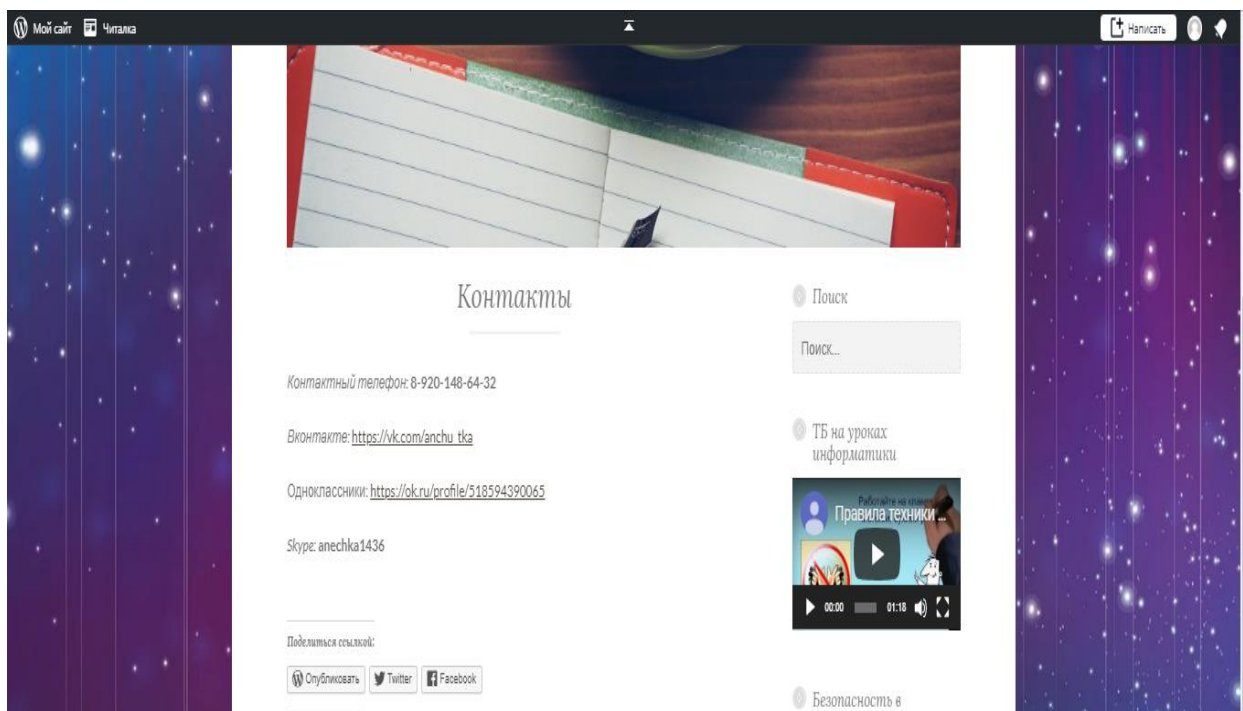 Мой сайт Читалка Написать
Контакты
Контактный телефон: 8-920-148-64-32
Вконтакте: https://vk.com/anchu_tka
Одноклассники: https://ok.ru/profile/518594390065
Skype: anechka1436
Поделиться ссылкой:
Опубликовать Twitter Facebook
Поиск
Поиск...
ТБ на уроках
информатики
Работайте на
Правила техники ...
00:00 01:18
Безопасность в